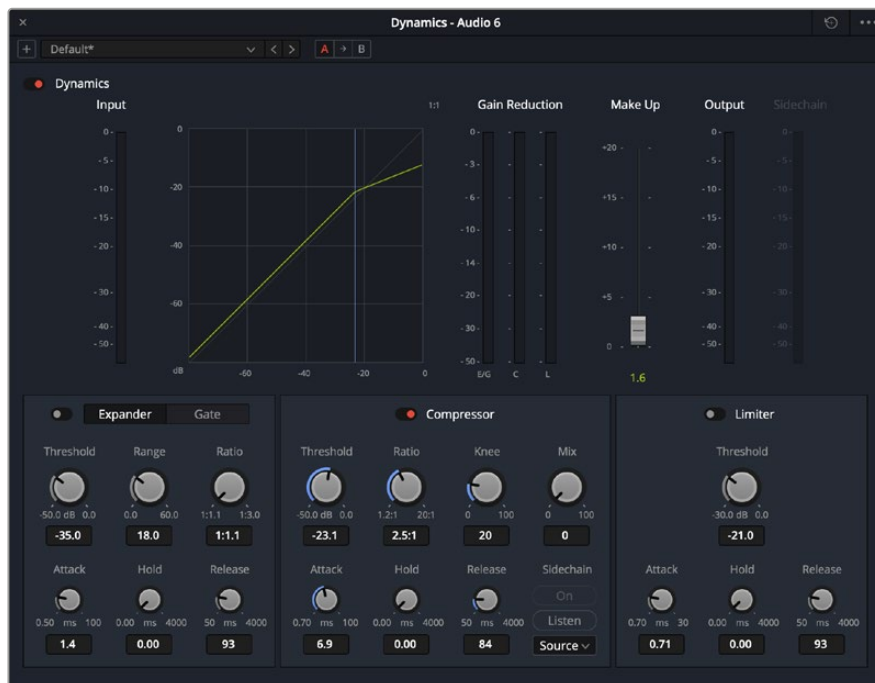 Dynamics - Audio 6
Default*
A B
Dynamics
Input 1:1 Gain Reduction Make Up Output Sidechain
0 0 0 +20 0 0
-5 -3 -5 -5
-10 -20 -6 +15 -10 -10
-15 -15 -15
-20 -40 -10 +10 -20 -20
-14
-30 -60 -20 +5 -30 -30
-40 -30 -40 -40
-50 -50 0 -50 -50
dB -60 -40 -20 0 E/G C L
1.6
Expander Gate
Threshold Range Ratio
-50.0 dB 0.0 0.0 60.0 1:1.1 1:3.0
-35.0 18.0 1:1.1
Attack Hold Release
0.50 ms 100 0.00 ms 4000 50 ms 4000
1.4 0.00 93
Compressor
Threshold Ratio Knee Mix
-50.0 dB 0.0 1.2:1 20:1 0 100 0 100
-23.1 2.5:1 20 0
Attack Hold Release Sidechain
On
0.70 ms 100 0.00 ms 4000 50 ms 4000
Listen
6.9 0.00 84 Source
Limiter
Threshold
-30.0 dB 0.0
-21.0
Attack Hold Release
0.70 ms 30 0.00 ms 4000 50 ms 4000
0.71 0.00 93